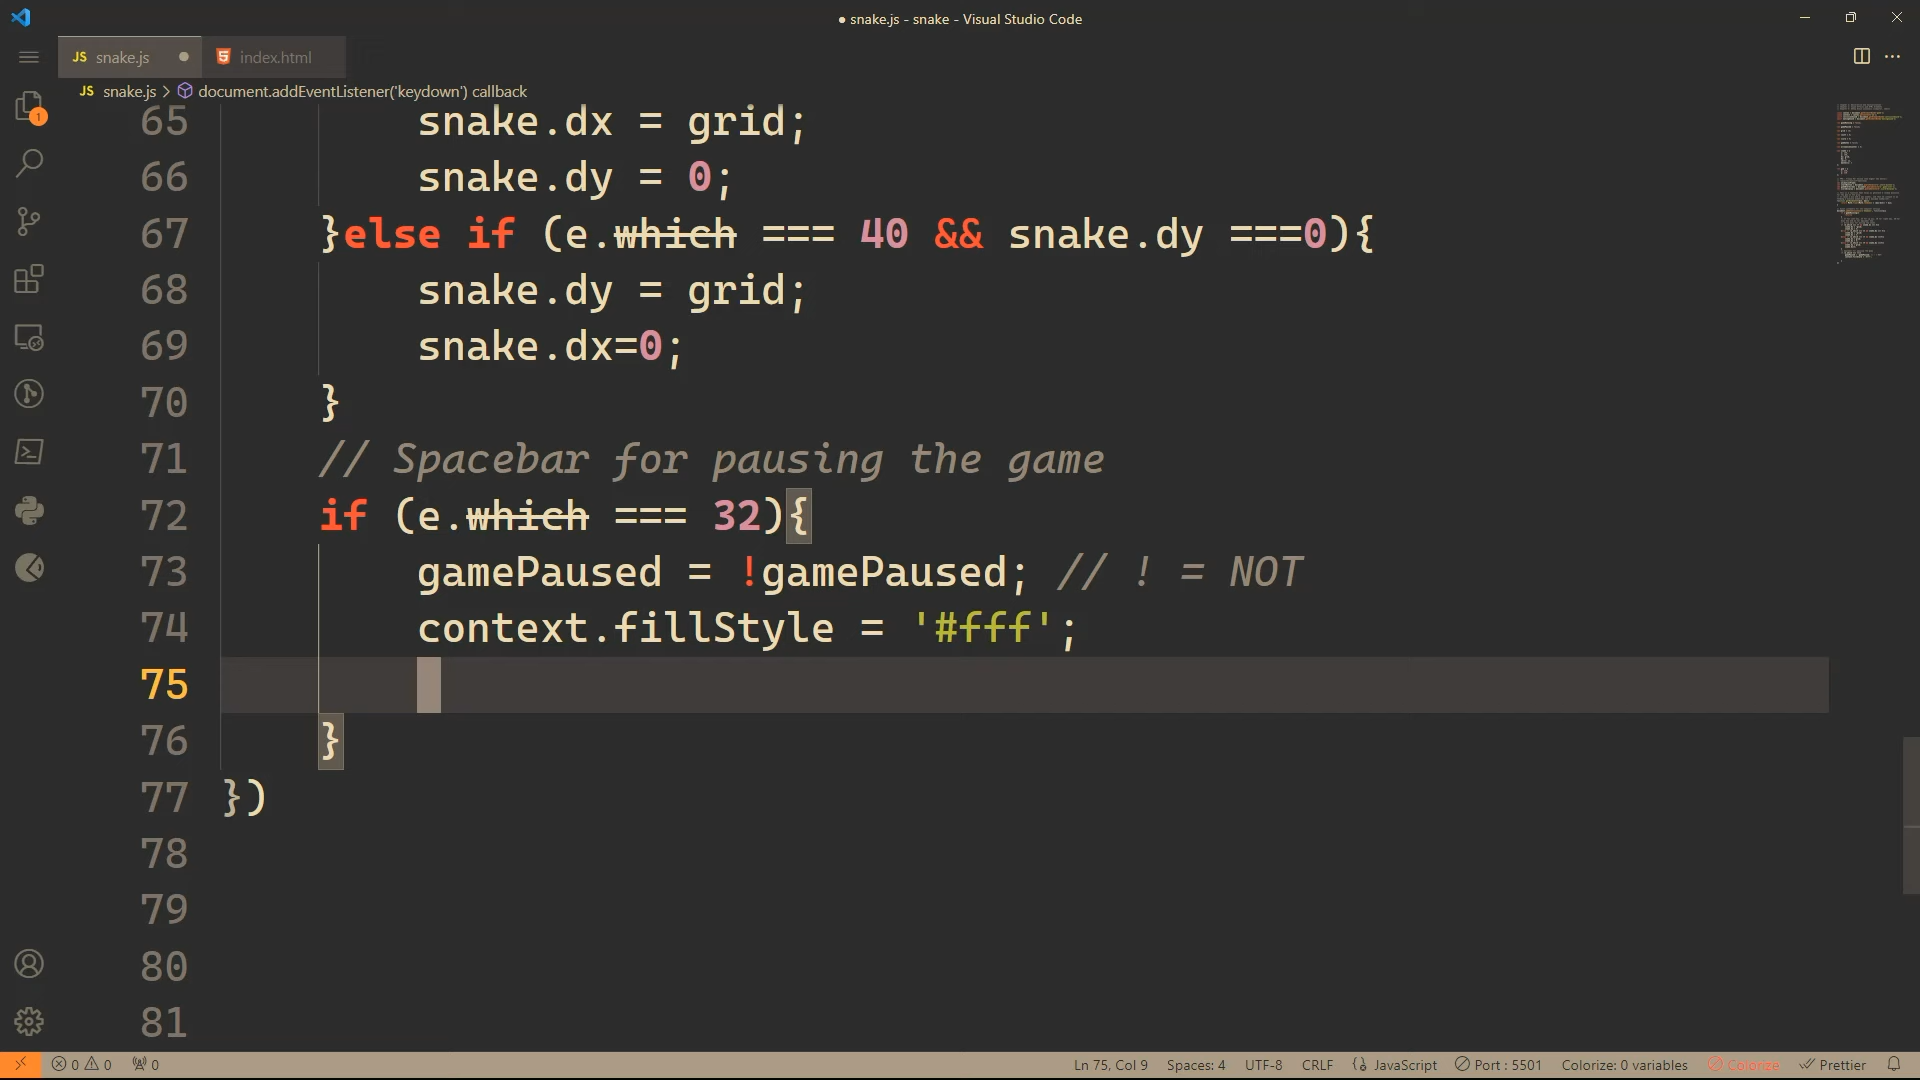 ● snake.js - snake - Visual Studio Code
JS snake.js ●
index.html
JS snake.js > document.addEventListener('keydown') callback
65 snake.dx = grid;
66 snake.dy = 0;
67 }else if (e.which === 40 && snake.dy ===0){
68 snake.dy = grid;
69 snake.dx=0;
70 }
71 // Spacebar for pausing the game
72 if (e.which === 32){
73 gamePaused = !gamePaused; // ! = NOT
74 context.fillStyle = '#fff';
75
76 }
77 })
78
79
80
81
1
0 0 0 Ln 75, Col 9 Spaces: 4 UTF-8 CRLF JavaScript Port : 5501 Colorize: 0 variables Colorize Prettier